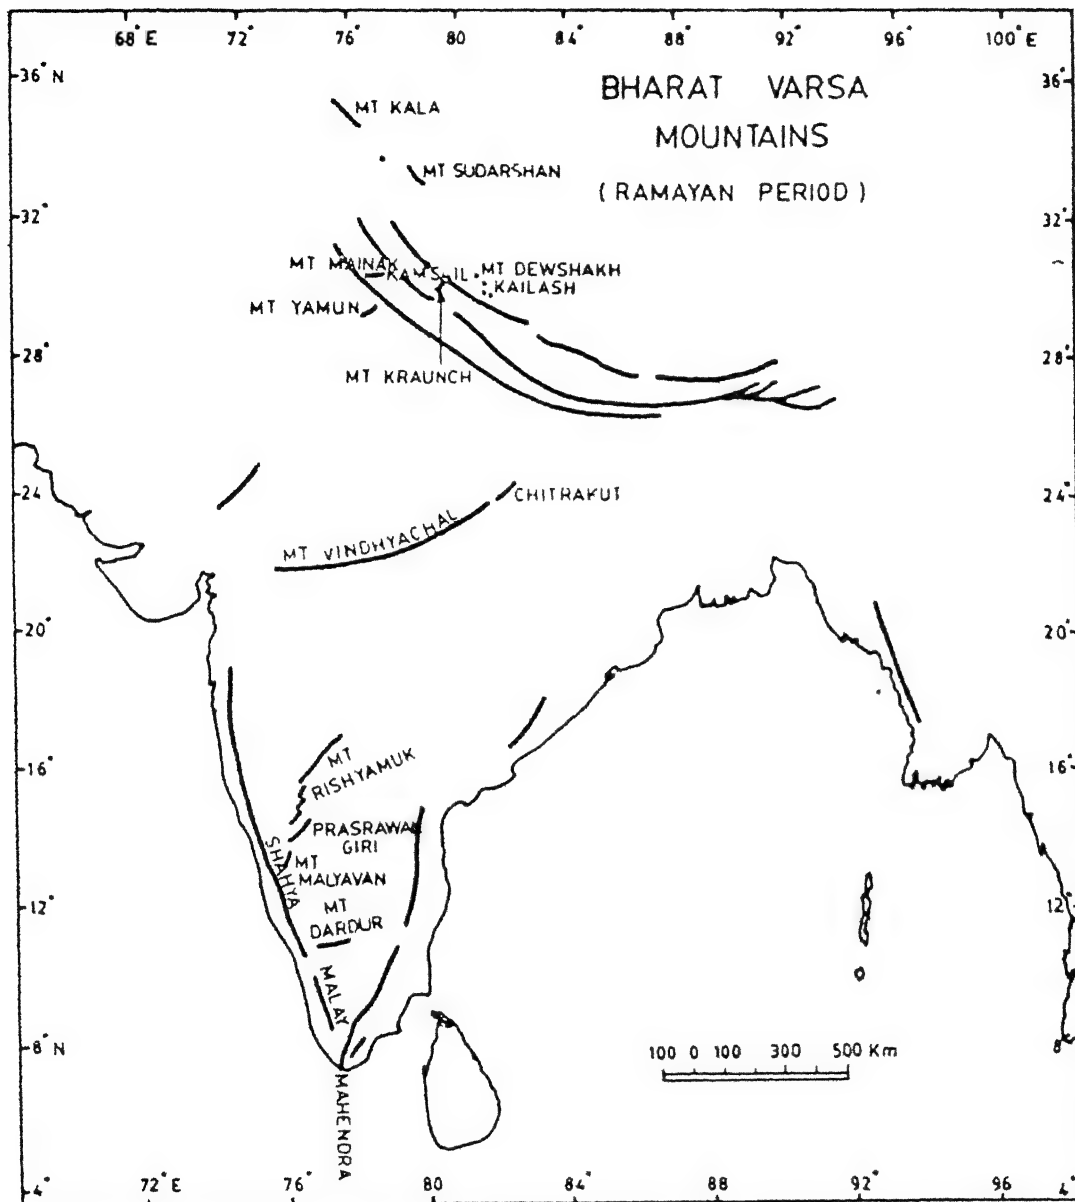 68° E 72° 76° 80 84° 88° 92° 96° 100° E
36° N
36°
BHARAT VARSA
MOUNTAINS
(RAMAYAN PERIOD)
MT KALA
MT SUDARSHAN
32°
32°
MT MAINAK
KAMSAIL
MT DEWSHAKH
KAILASH
MT YAMUN
28°
28°
MT KRAUNCH
24°
24°
CHITRAKUT
MT VINDHYACHAL
20°
20°
16°
16°
MT
RISHYAMUK
PRASRAWAN
GIRI
SHAHYA
MT
MALYAVAN
12°
12°
MT
DARDUR
MALAY
8° N
8°
100 0 100 300 500 Km
MAHENDRA
4°
72° E 76° 80 84° 88° 92° 96 4°